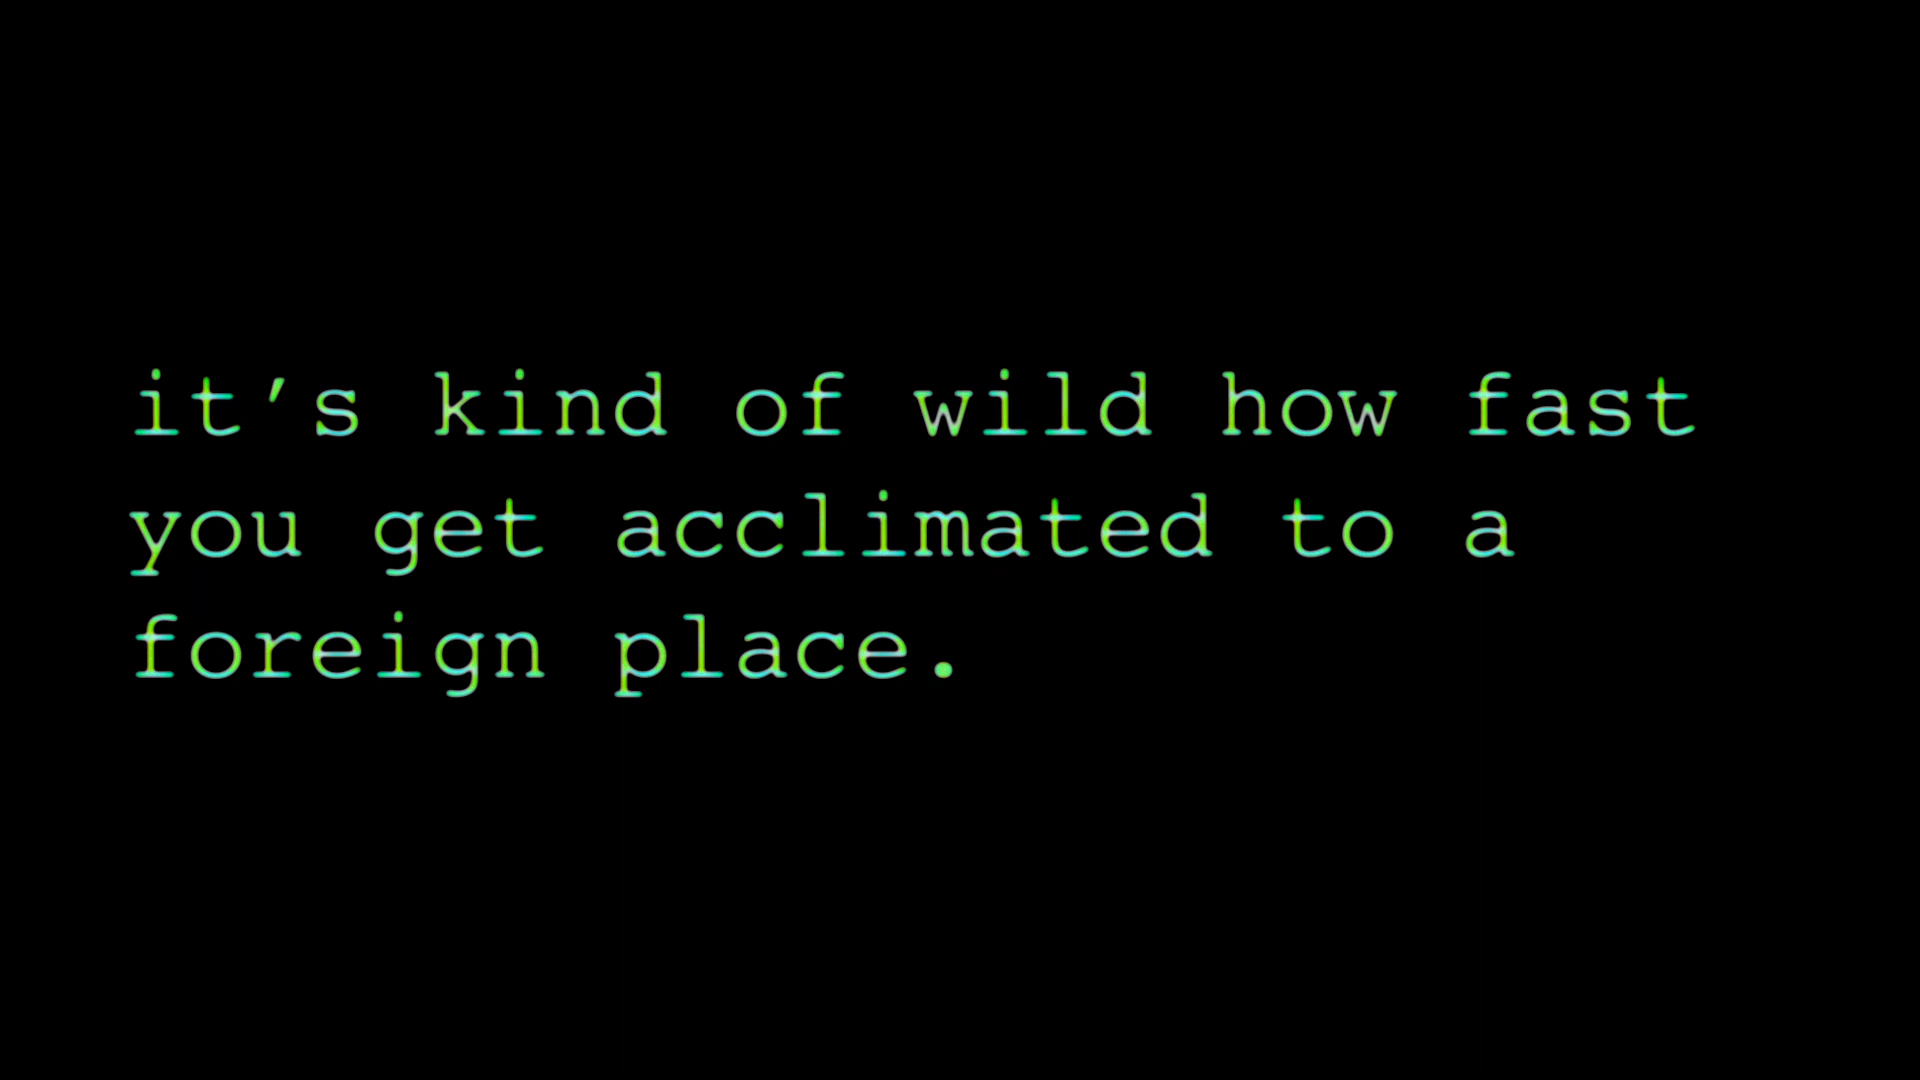 it's kind of wild how fast
you get acclimated to a
foreign place.